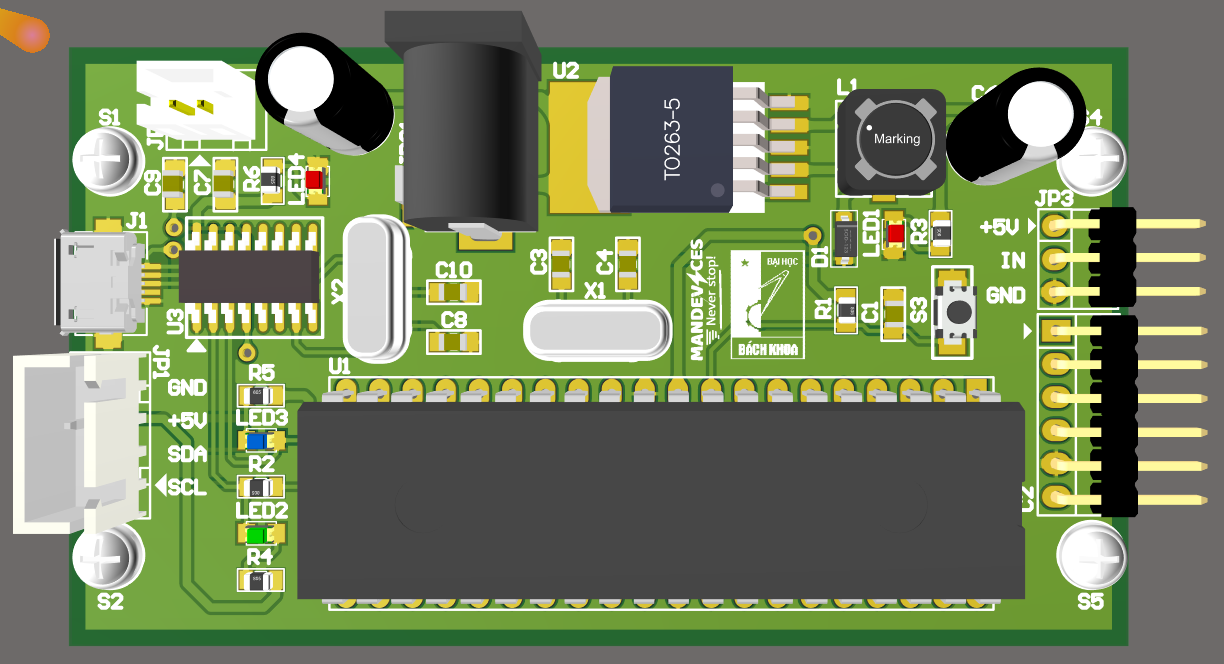 S1
U2
L1
S4
TO263-5
Marking
C9
C7
R6
LED4
JP3
+5V
IN
GND
J1
C3
C4
D1
LED1
R3
MANDEVICES
Never stop!
ĐẠI HỌC
BÁCH KHOA
X2
C10
X1
R1
C1
S3
U3
C8
JP1
U1
GND
+5V
SDA
SCL
R5
LED3
R2
LED2
R4
S2
S5